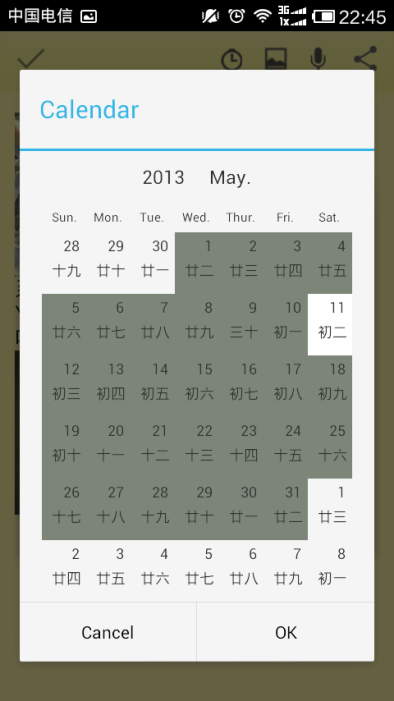 中国电信 3G 1x 22:45
Calendar
2013 May.
Sun. Mon. Tue. Wed. Thur. Fri. Sat.
28 29 30 1 2 3 4
十九 廿十 廿一 廿二 廿三 廿四 廿五
5 6 7 8 9 10 11
廿六 廿七 廿八 廿九 三十 初一 初二
12 13 14 15 16 17 18
初三 初四 初五 初六 初七 初八 初九
19 20 21 22 23 24 25
初十 十一 十二 十三 十四 十五 十六
26 27 28 29 30 31 1
十七 十八 十九 廿十 廿一 廿二 廿三
2 3 4 5 6 7 8
廿四 廿五 廿六 廿七 廿八 廿九 初一
Cancel OK